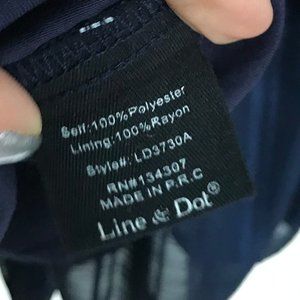 Self:100%Polyester
Lining:100%Rayon
Style#: LD3730A
RN#134307
MADE IN P.R.C
Line & Dot®